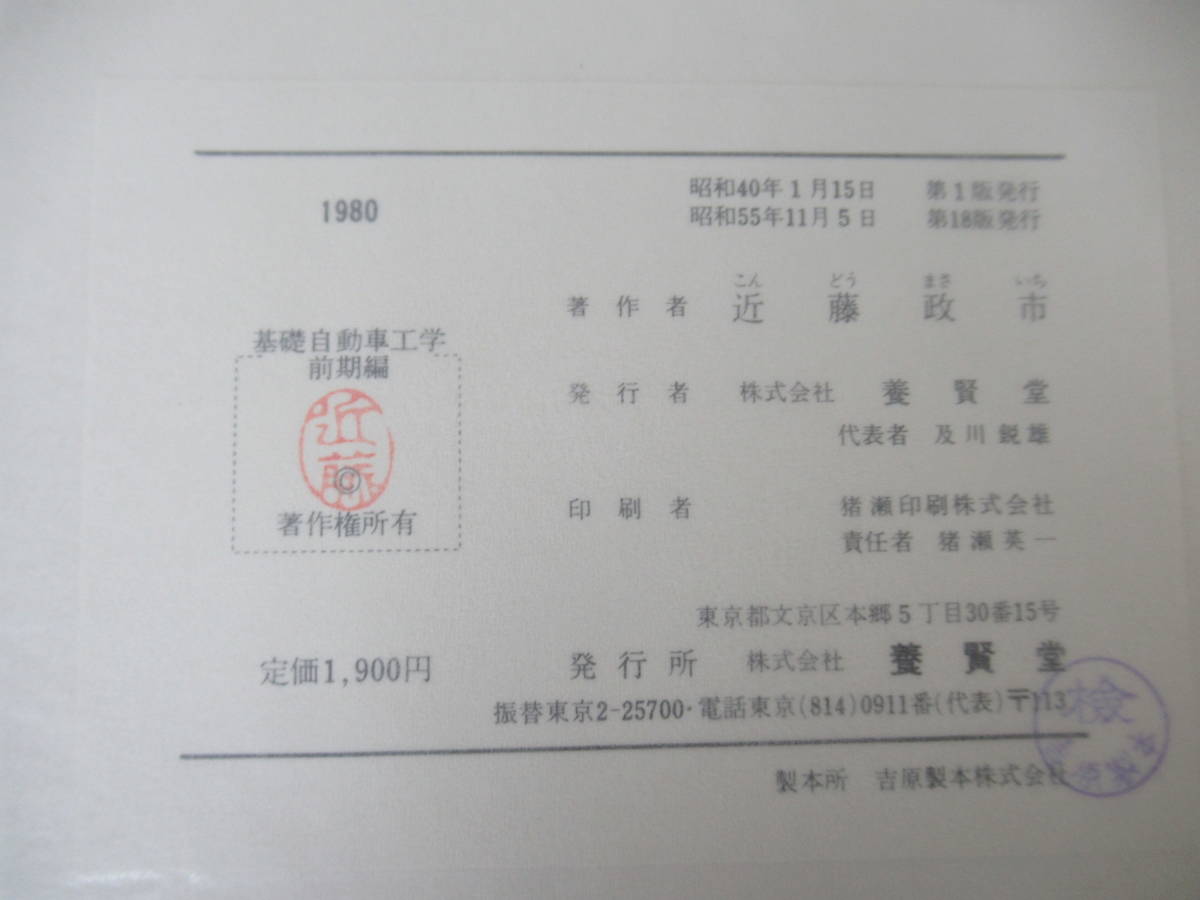 1980
昭和40年1月15日 第1版発行
昭和55年11月5日 第18版発行
こん どう まさ いち
著作者 近藤政市
基礎自動車工学
前期編
近藤
©
著作権所有
発行者 株式会社 養賢堂
代表者 及川鋭雄
印刷者 猪瀬印刷株式会社
責任者 猪瀬英一
東京都文京区本郷5丁目30番15号
定価1,900円
発行所 株式会社 養賢堂
振替東京2-25700・電話東京(814)0911番(代表)〒113
検
製本所 吉原製本株式会社